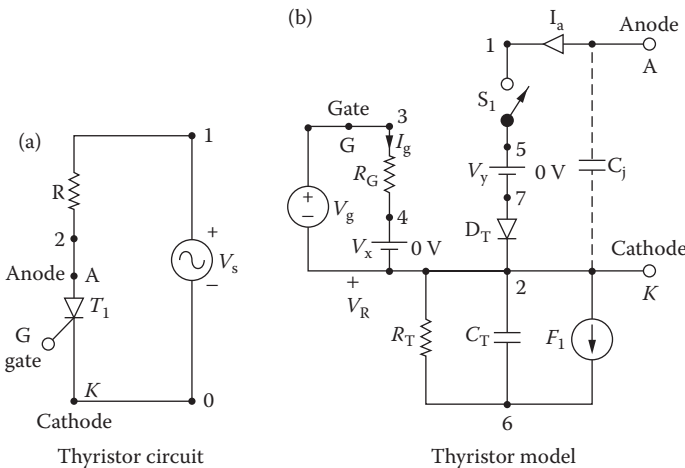 (a)
1
R
2
Anode
A
T1
G
gate
K
Cathode
0
+
Vs
−
Thyristor circuit
(b)
Ia
1
Anode
A
S1
Gate
3
G
Ig
RG
5
Vy
0 V
Cj
+
−
Vg
4
7
Vx
0 V
DT
Cathode
K
2
+
VR
RT
CT
F1
6
Thyristor model